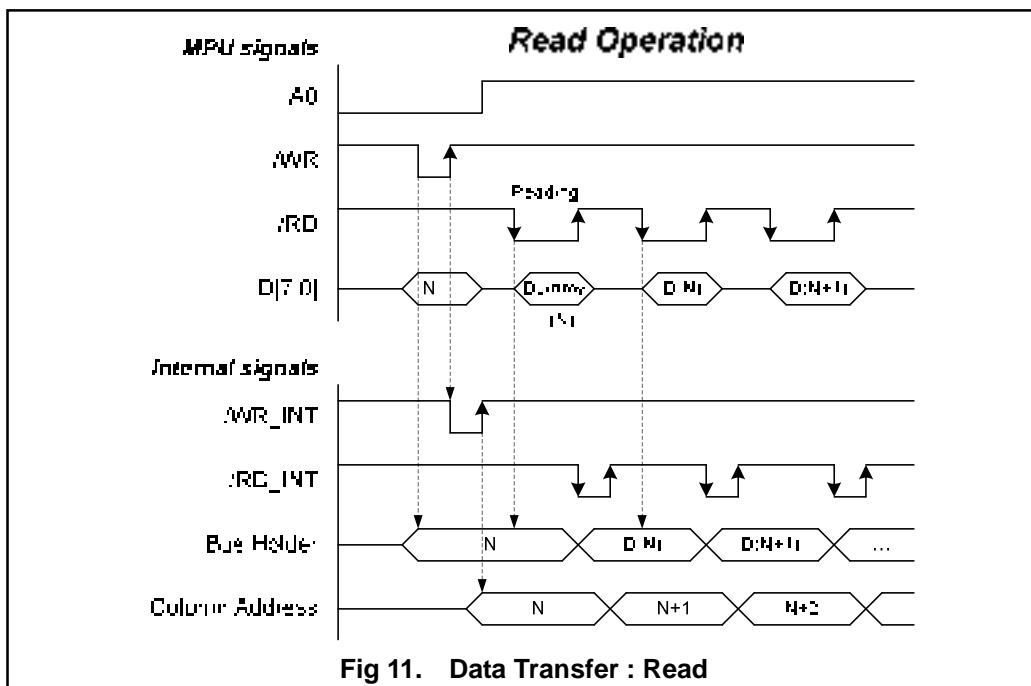 MPU signals
Read Operation
A0
/WR
Reading
/RD
D[7:0]
N
Dummy
(N)
D(N)
D(N+1)
Internal signals
/WR_INT
/RD_INT
Bus Holder
N
D(N)
D(N+1)
...
Column Address
N
N+1
N+2
Fig 11. Data Transfer : Read